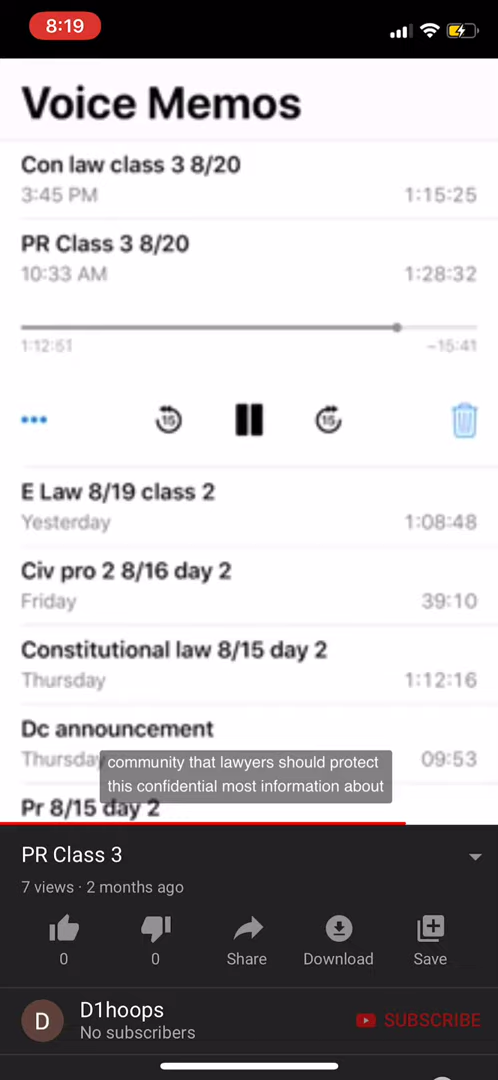 8:19
Voice Memos
Con law class 3 8/20
3:45 PM 1:15:25
PR Class 3 8/20
10:33 AM 1:28:32
1:12:51 -15:41
15 15
E Law 8/19 class 2
Yesterday 1:08:48
Civ pro 2 8/16 day 2
Friday 39:10
Constitutional law 8/15 day 2
Thursday 1:12:16
Dc announcement
Thursday 09:53
community that lawyers should protect
this confidential most information about
Pr 8/15 day 2
PR Class 3
7 views · 2 months ago
0 0 Share Download Save
D D1hoops
No subscribers
SUBSCRIBE